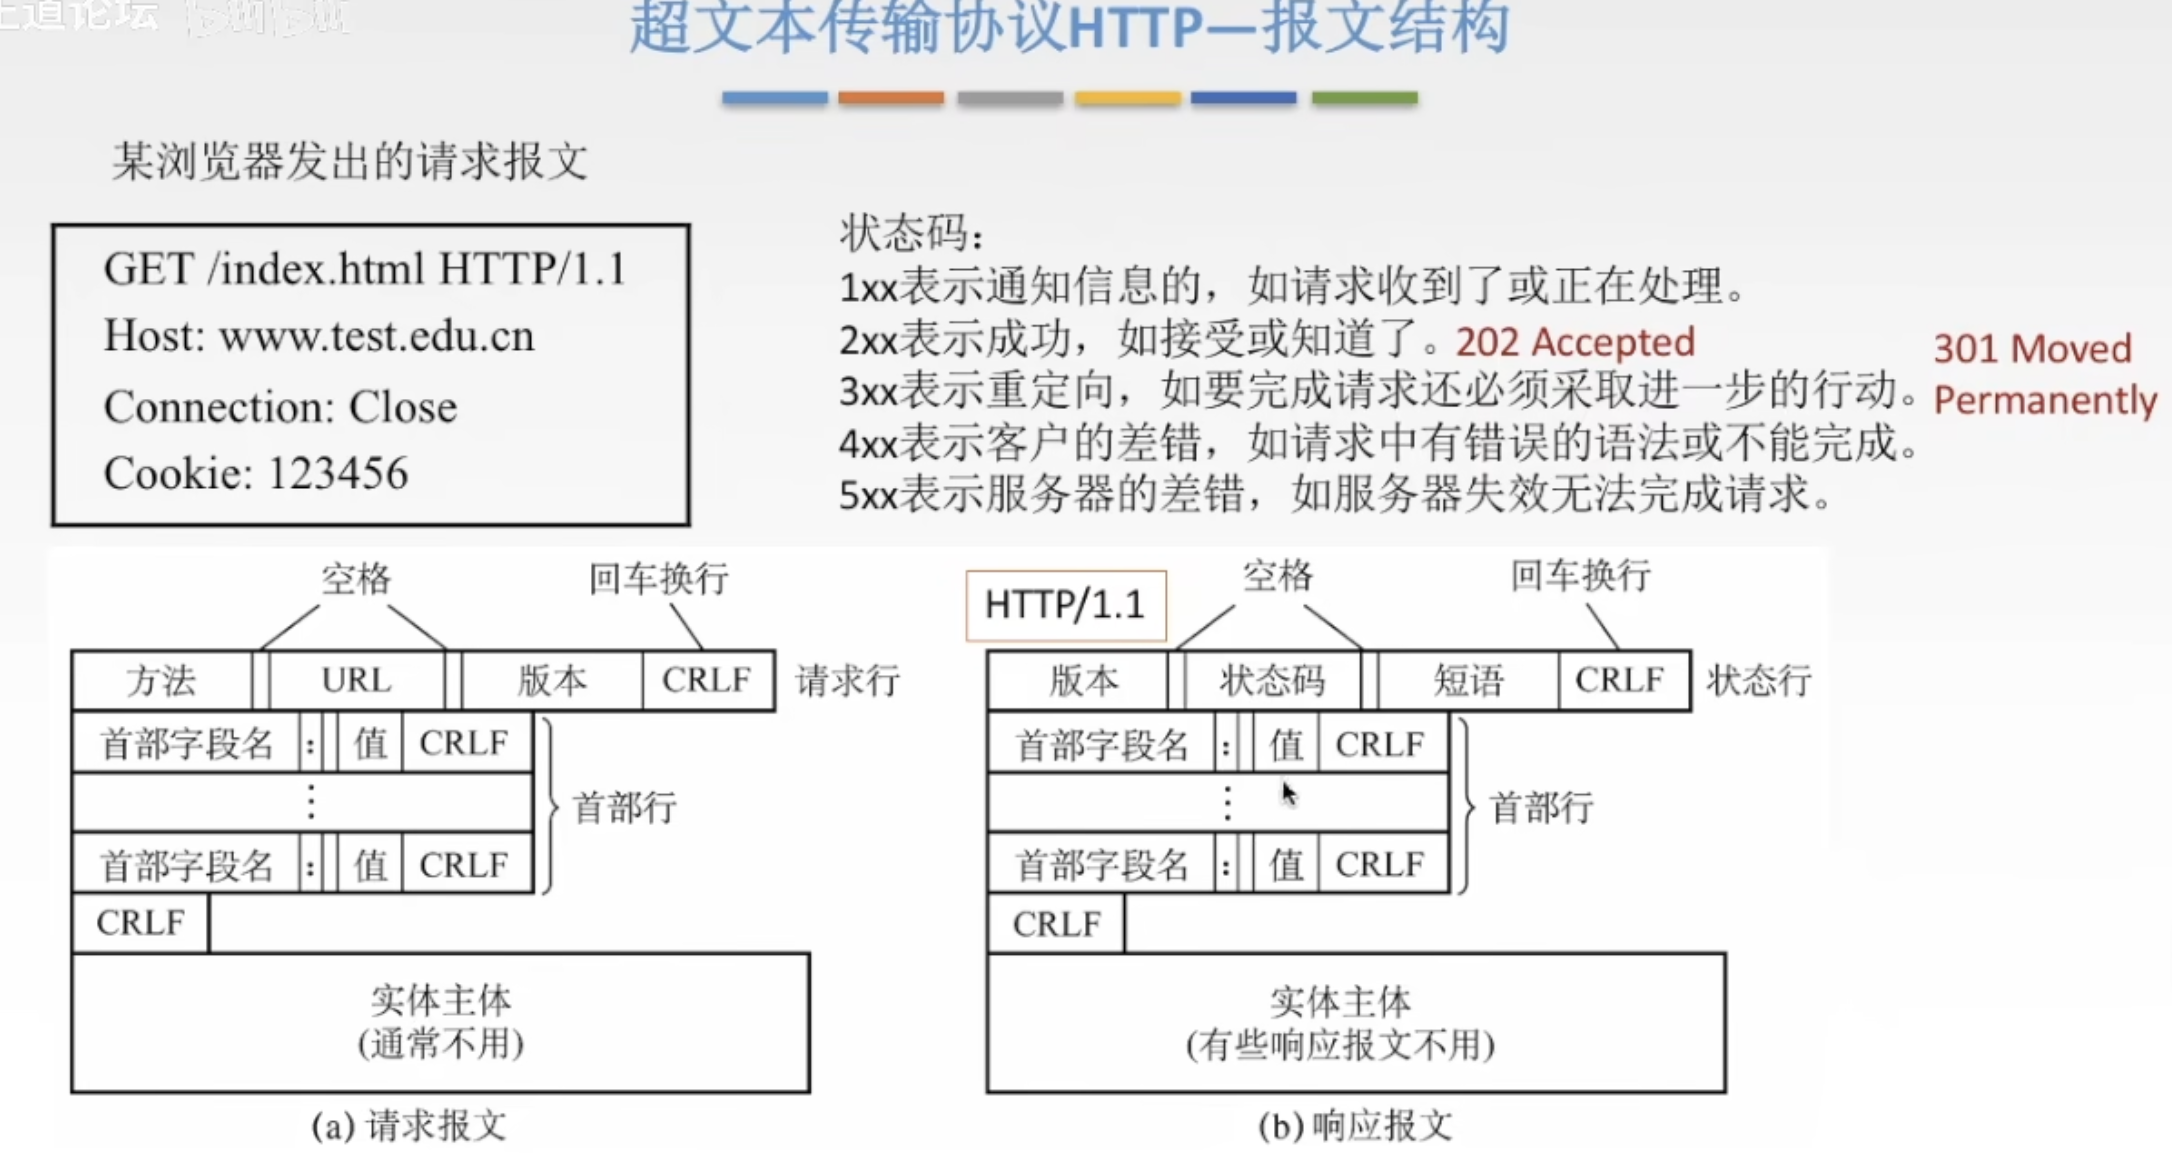 王道论坛 bilibili
超文本传输协议HTTP—报文结构
某浏览器发出的请求报文
GET /index.html HTTP/1.1
Host: www.test.edu.cn
Connection: Close
Cookie: 123456
状态码：
1xx表示通知信息的，如请求收到了或正在处理。
2xx表示成功，如接受或知道了。202 Accepted
3xx表示重定向，如要完成请求还必须采取进一步的行动。
301 Moved
Permanently
4xx表示客户的差错，如请求中有错误的语法或不能完成。
5xx表示服务器的差错，如服务器失效无法完成请求。
空格 回车换行
方法 URL 版本 CRLF 请求行
首部字段名 : 值 CRLF
⋮
首部行
首部字段名 : 值 CRLF
CRLF
实体主体
(通常不用)
(a) 请求报文
HTTP/1.1
空格 回车换行
版本 状态码 短语 CRLF 状态行
首部字段名 : 值 CRLF
⋮
首部行
首部字段名 : 值 CRLF
CRLF
实体主体
(有些响应报文不用)
(b) 响应报文